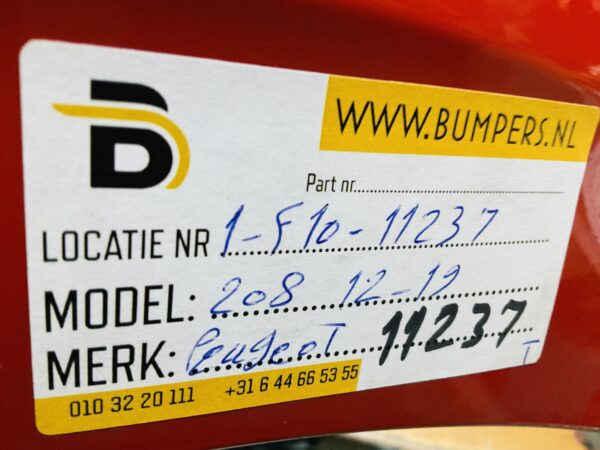 WWW.BUMPERS.NL
Part nr.
LOCATIE NR 1-F10-11237
MODEL: 208 12-19
MERK: Peugeot 11237 T
010 32 20 111 +31 6 44 66 53 55